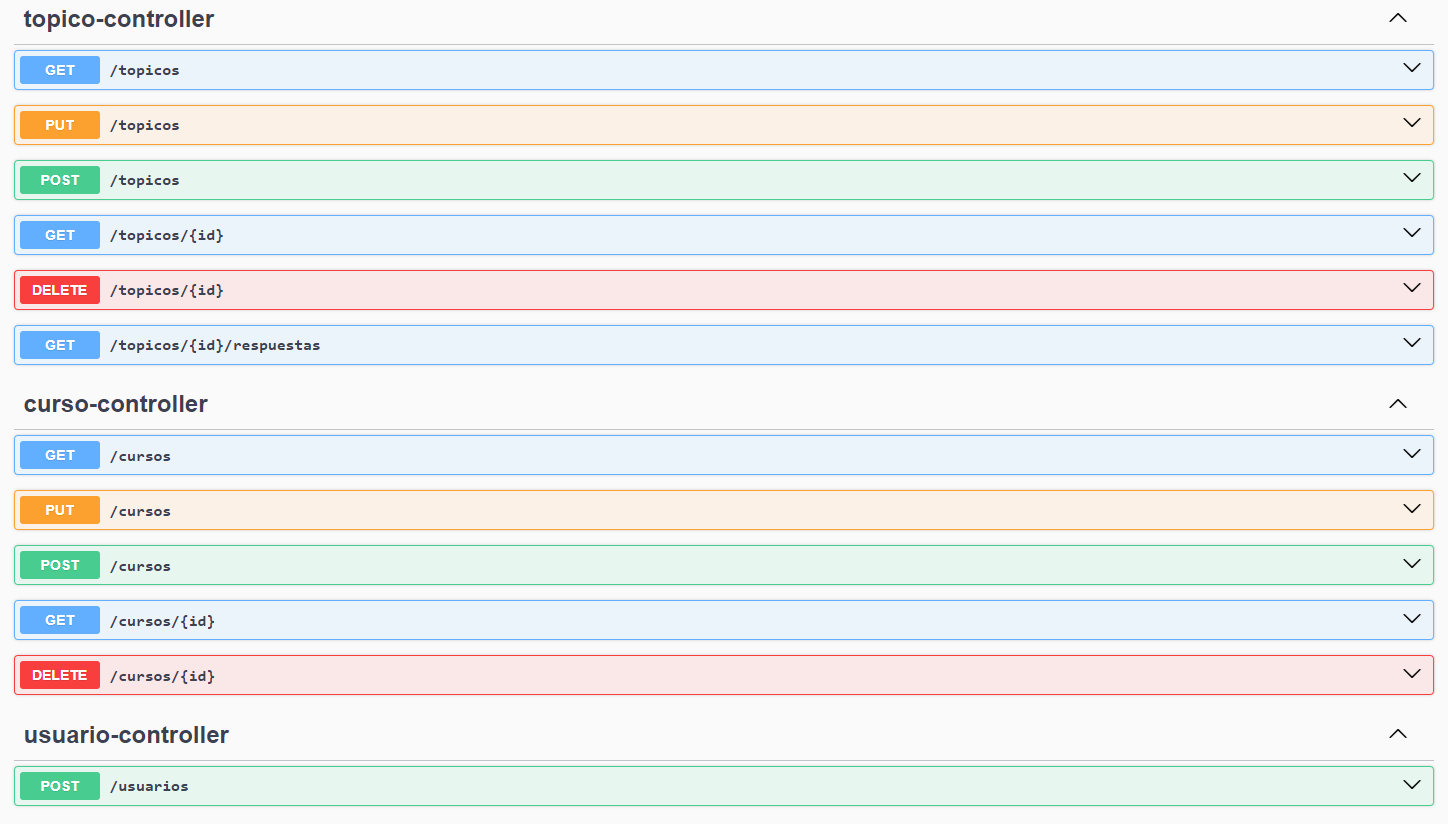 topico-controller
GET /topicos
PUT /topicos
POST /topicos
GET /topicos/{id}
DELETE /topicos/{id}
GET /topicos/{id}/respuestas
curso-controller
GET /cursos
PUT /cursos
POST /cursos
GET /cursos/{id}
DELETE /cursos/{id}
usuario-controller
POST /usuarios